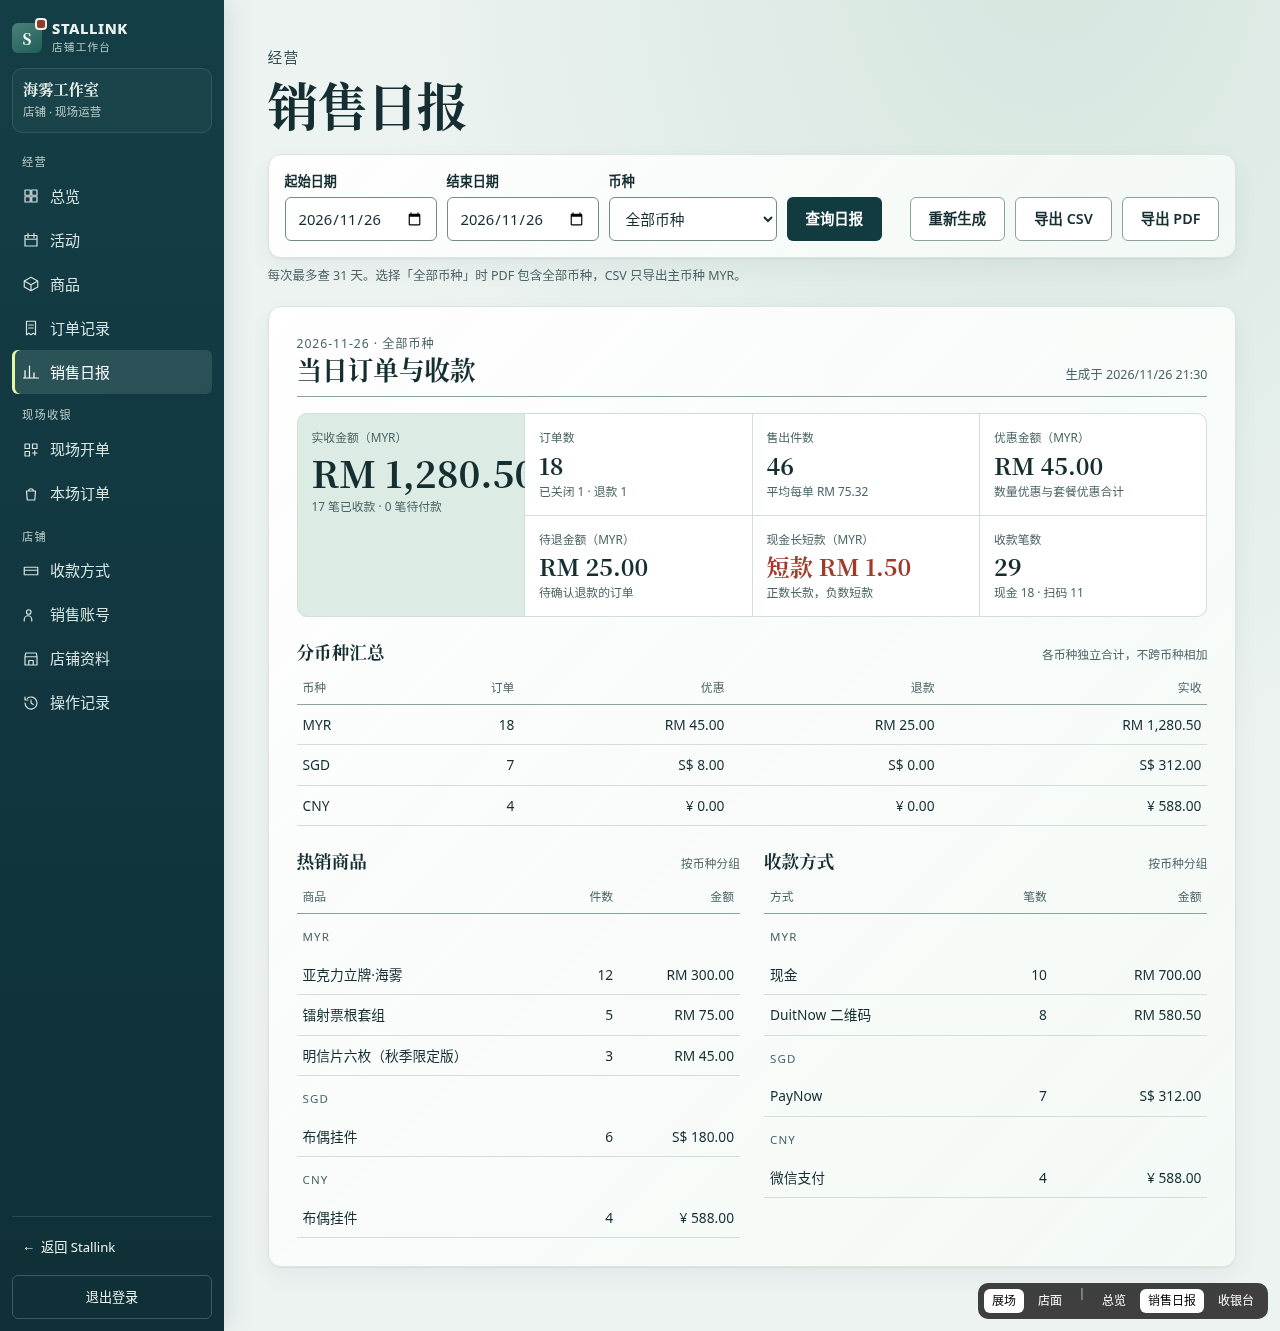 S
STALLINK
店铺工作台
海雾工作室
店铺 · 现场运营
经营
总览
活动
商品
订单记录
销售日报
现场收银
现场开单
本场订单
店铺
收款方式
销售账号
店铺资料
操作记录
← 返回 Stallink
退出登录
经营
销售日报
起始日期 结束日期 币种
2026/11/26 2026/11/26 全部币种 查询日报 重新生成 导出 CSV 导出 PDF
每次最多查 31 天。选择「全部币种」时 PDF 包含全部币种，CSV 只导出主币种 MYR。
2026-11-26 · 全部币种
当日订单与收款
生成于 2026/11/26 21:30
实收金额（MYR）
RM 1,280.50
17 笔已收款 · 0 笔待付款
订单数
18
已关闭 1 · 退款 1
售出件数
46
平均每单 RM 75.32
优惠金额（MYR）
RM 45.00
数量优惠与套餐优惠合计
待退金额（MYR）
RM 25.00
待确认退款的订单
现金长短款（MYR）
短款 RM 1.50
正数长款，负数短款
收款笔数
29
现金 18 · 扫码 11
分币种汇总
各币种独立合计，不跨币种相加
币种 订单 优惠 退款 实收
MYR 18 RM 45.00 RM 25.00 RM 1,280.50
SGD 7 S$ 8.00 S$ 0.00 S$ 312.00
CNY 4 ¥ 0.00 ¥ 0.00 ¥ 588.00
热销商品
按币种分组
商品 件数 金额
MYR
亚克力立牌·海雾 12 RM 300.00
镭射票根套组 5 RM 75.00
明信片六枚（秋季限定版） 3 RM 45.00
SGD
布偶挂件 6 S$ 180.00
CNY
布偶挂件 4 ¥ 588.00
收款方式
按币种分组
方式 笔数 金额
MYR
现金 10 RM 700.00
DuitNow 二维码 8 RM 580.50
SGD
PayNow 7 S$ 312.00
CNY
微信支付 4 ¥ 588.00
展场 店面 | 总览 销售日报 收银台